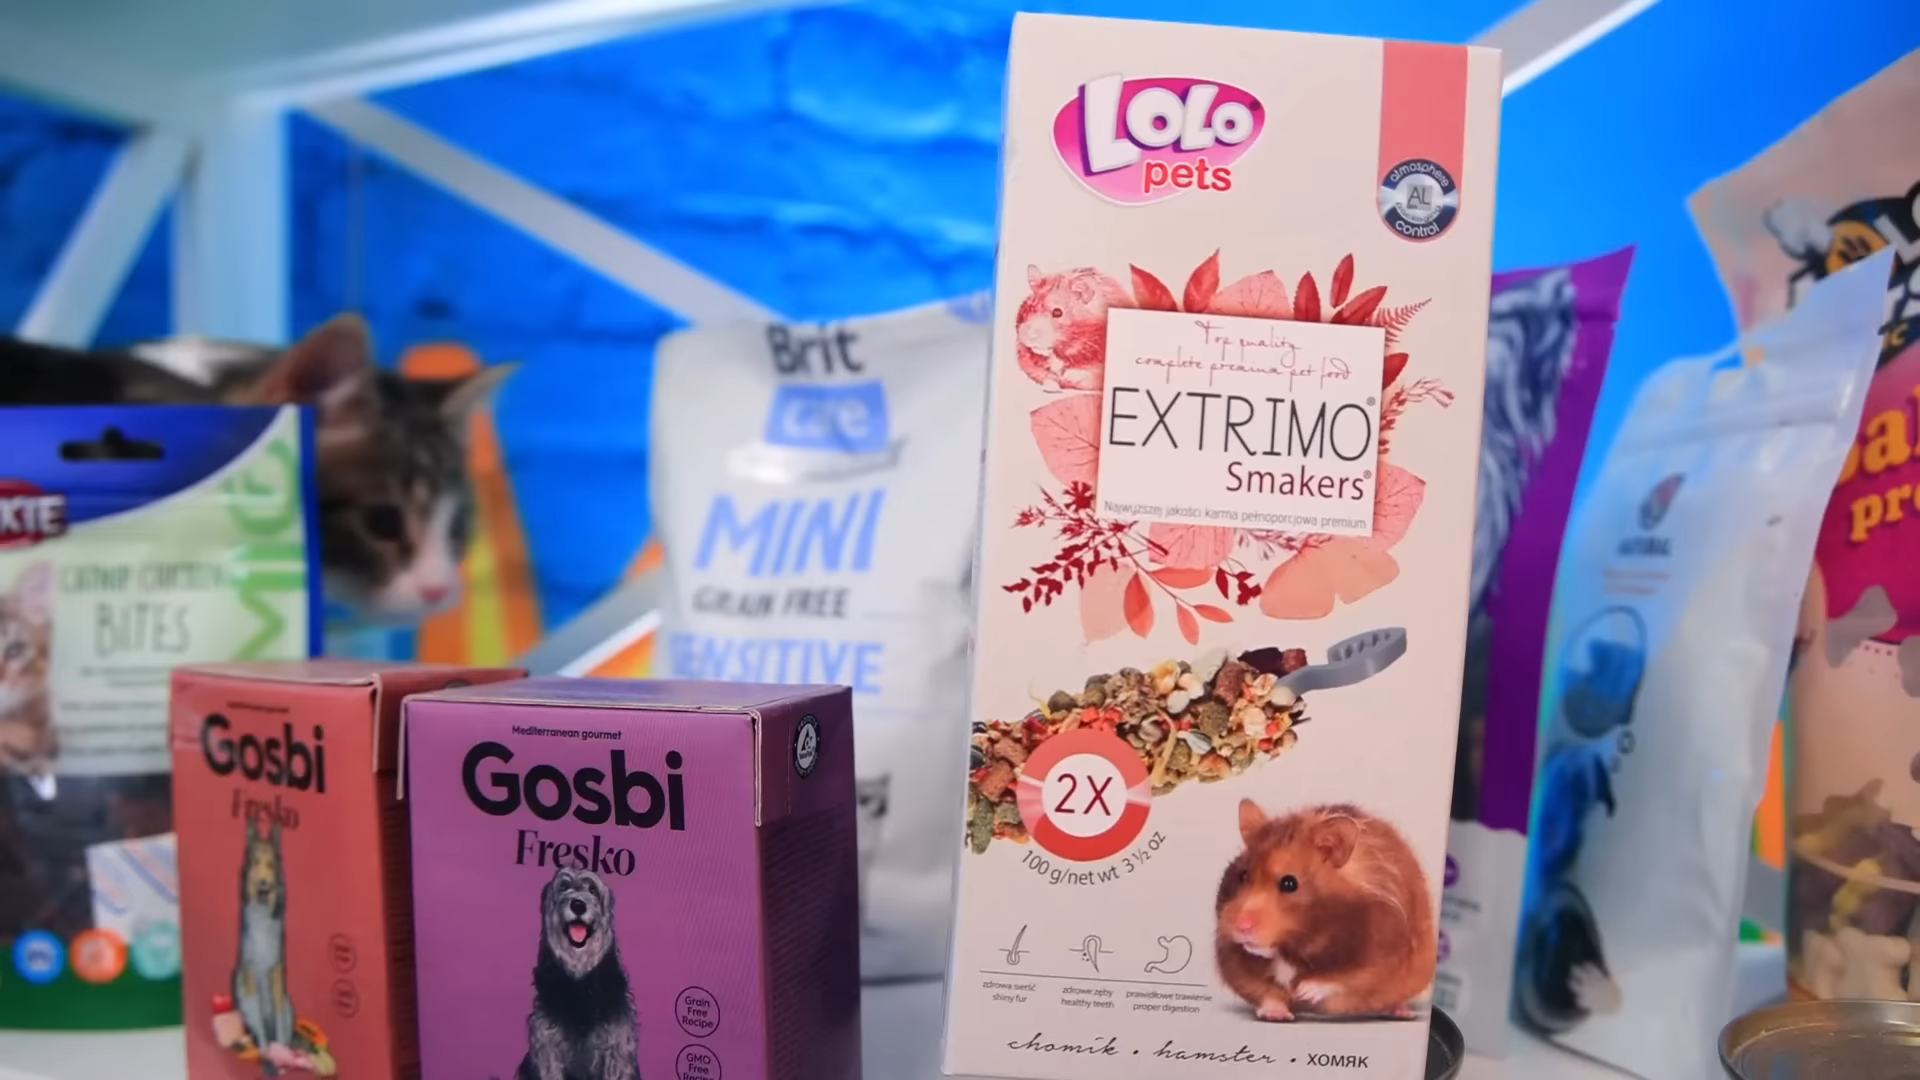 LOLO
pets
atmosphere
AL
control
Top quality
complete premium pet food
EXTRIMO®
Smakers®
Najwyższej jakości karma pełnoporcjowa premium
2X
100 g/net wt 3 ½ oz
zdrowa sierść
shiny fur
zdrowe zęby
healthy teeth
prawidłowe trawienie
proper digestion
chomik • hamster • ХОМЯК
Brit
care
MINI
GRAIN FREE
SENSITIVE
BITES
Gosbi
Fresko
Mediterranean gourmet
Gosbi
Fresko
Grain
Free
Recipe
GMO
Free
Recipe